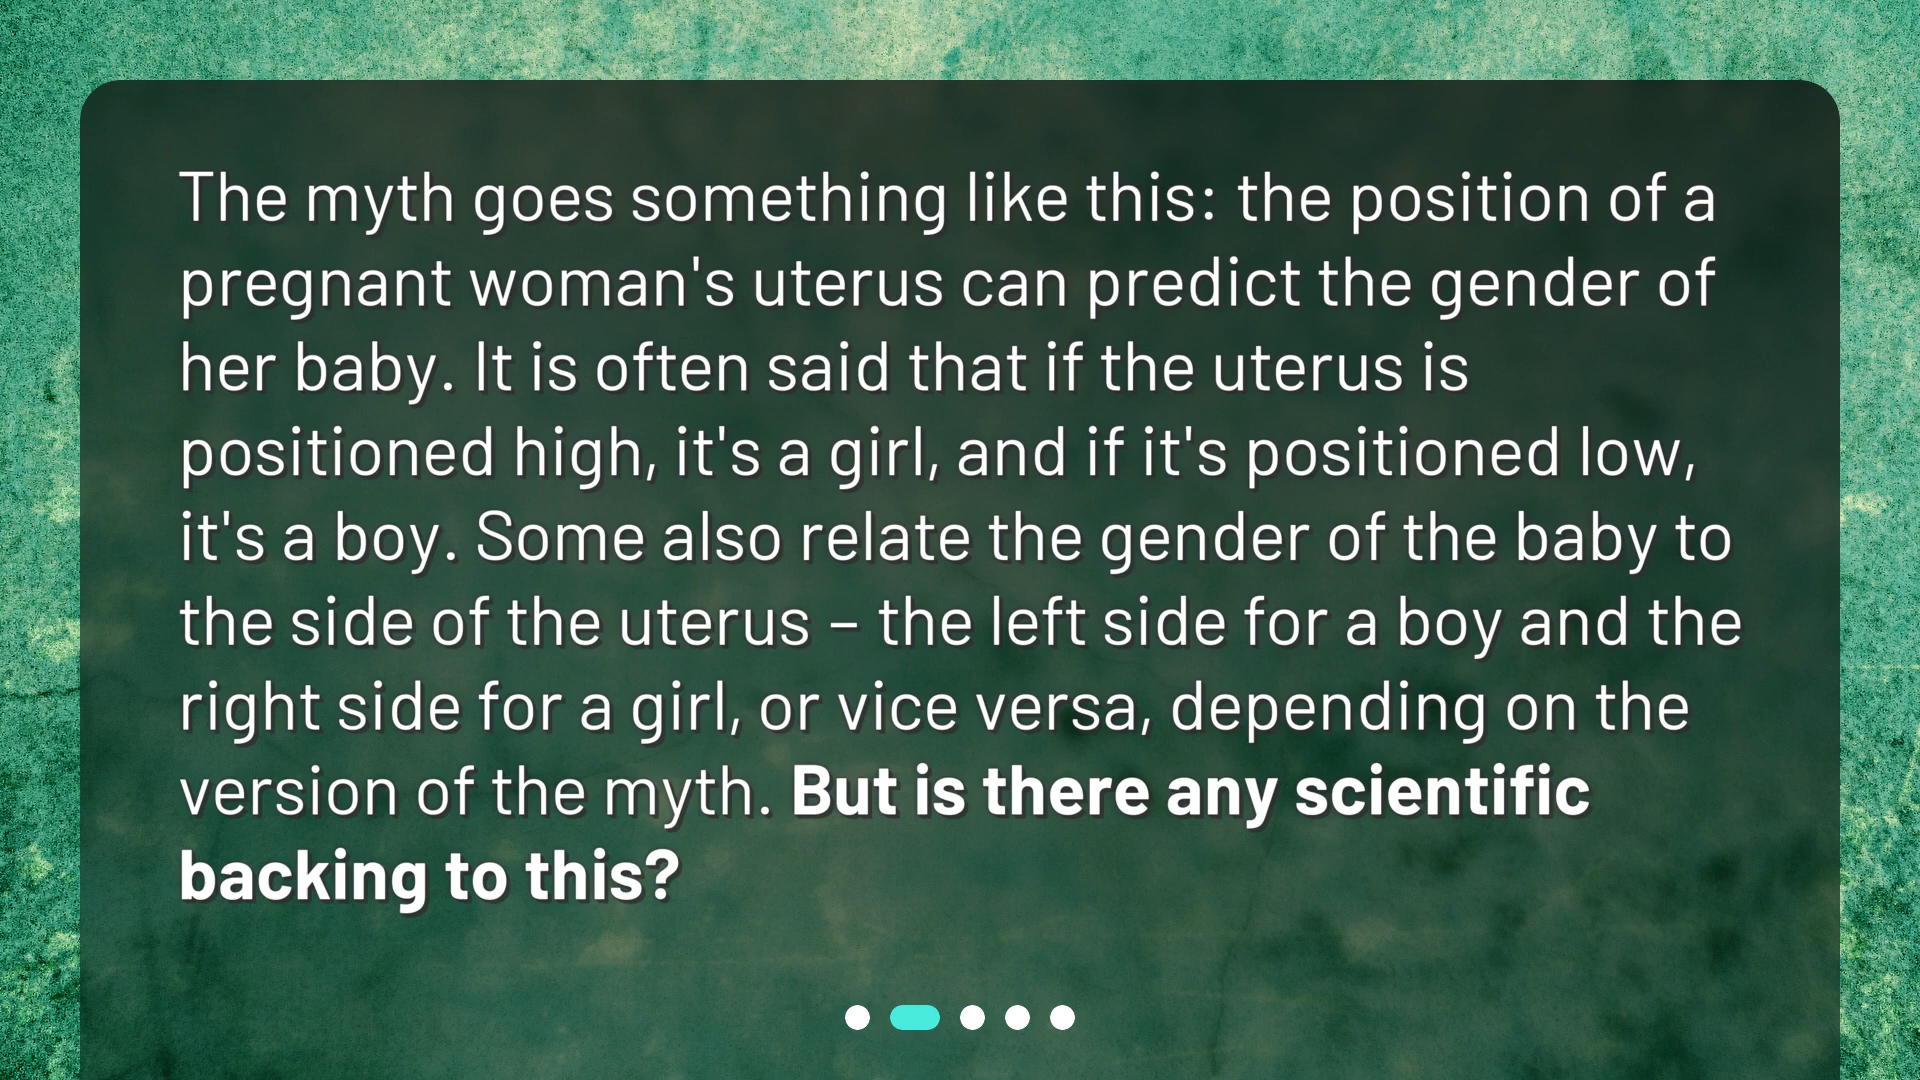 The myth goes something like this: the position of a
pregnant woman's uterus can predict the gender of
her baby. It is often said that if the uterus is
positioned high, it's a girl, and if it's positioned low,
it's a boy. Some also relate the gender of the baby to
the side of the uterus – the left side for a boy and the
right side for a girl, or vice versa, depending on the
version of the myth. But is there any scientific
backing to this?